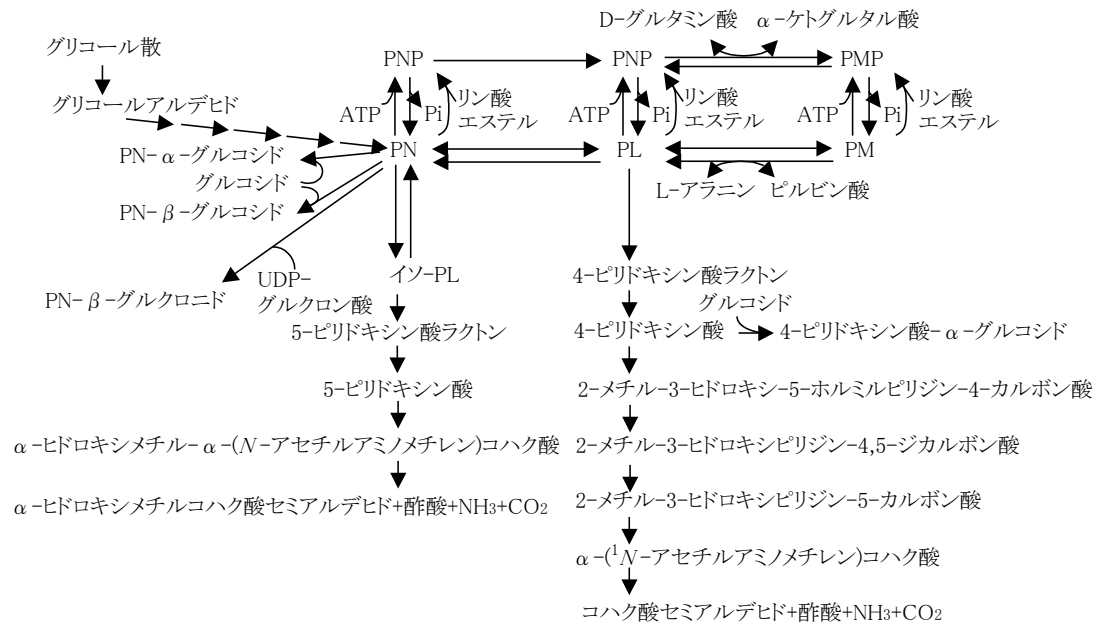 D-グルタミン酸 α-ケトグルタル酸
グリコール散
PNP PNP PMP
グリコールアルデヒド
ATP Pi リン酸エステル ATP Pi リン酸エステル ATP Pi リン酸エステル
PN-α-グルコシド PN PL PM
グルコシド L-アラニン ピルビン酸
PN-β-グルコシド
UDP-グルクロン酸 イソ-PL 4-ピリドキシン酸ラクトン
PN-β-グルクロニド グルコシド
5-ピリドキシン酸ラクトン 4-ピリドキシン酸 4-ピリドキシン酸-α-グルコシド
5-ピリドキシン酸 2-メチル-3-ヒドロキシ-5-ホルミルピリジン-4-カルボン酸
α-ヒドロキシメチル-α-(N-アセチルアミノメチレン)コハク酸 2-メチル-3-ヒドロキシピリジン-4,5-ジカルボン酸
α-ヒドロキシメチルコハク酸セミアルデヒド+酢酸+NH3+CO2 2-メチル-3-ヒドロキシピリジン-5-カルボン酸
α-(¹N-アセチルアミノメチレン)コハク酸
コハク酸セミアルデヒド+酢酸+NH3+CO2